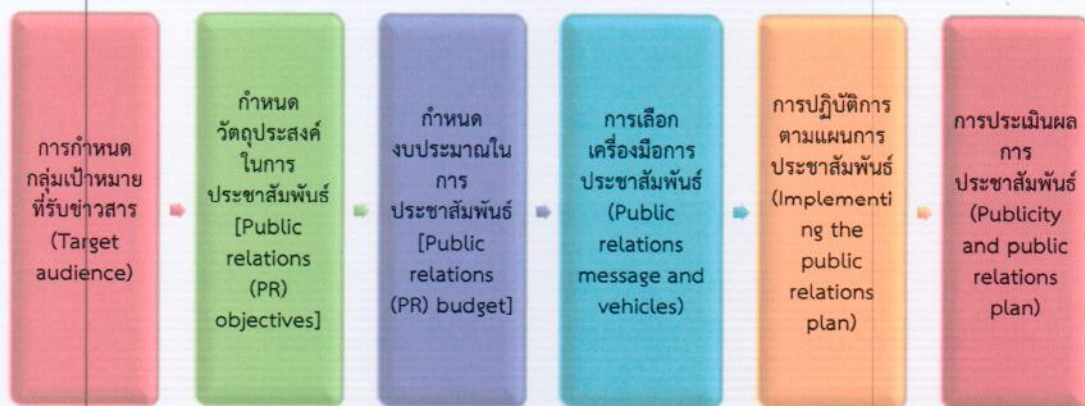 การกำหนด
กลุ่มเป้าหมาย
ที่รับข่าวสาร
(Target
audience)
กำหนด
วัตถุประสงค์
ในการ
ประชาสัมพันธ์
[Public
relations
(PR)
objectives]
กำหนด
งบประมาณใน
การ
ประชาสัมพันธ์
[Public
relations
(PR) budget]
การเลือก
เครื่องมือการ
ประชาสัมพันธ์
(Public
relations
message and
vehicles)
การปฏิบัติการ
ตามแผนการ
ประชาสัมพันธ์
(Implementi
ng the
public
relations
plan)
การประเมินผล
การ
ประชาสัมพันธ์
(Publicity
and public
relations
plan)